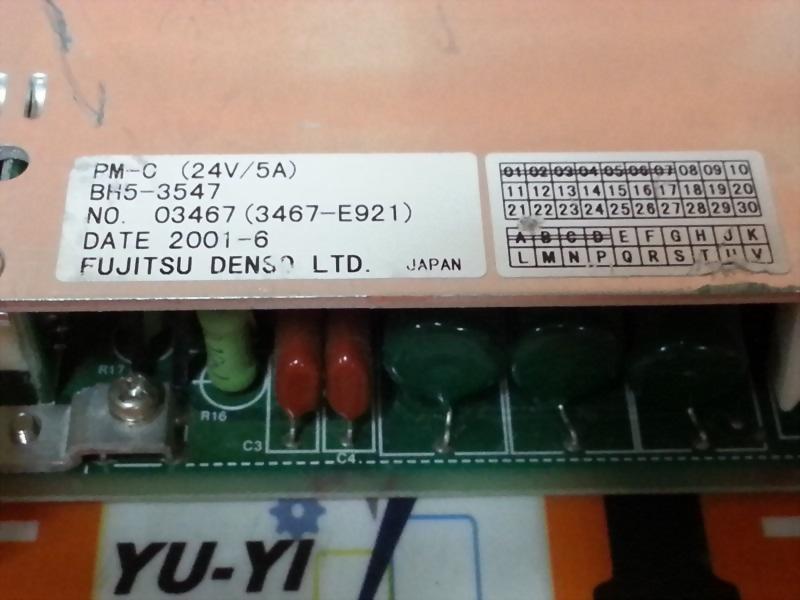 PM-C (24V/5A)
BH5-3547
NO. 03467(3467-E921)
DATE 2001-6
FUJITSU DENSO LTD. JAPAN
01 02 03 04 05 06 07 08 09 10
11 12 13 14 15 16 17 18 19 20
21 22 23 24 25 26 27 28 29 30
A B C D E F G H J K
L M N P Q R S T U V
R17
R16
C3
C4
YU-YI